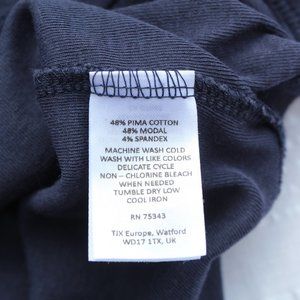 48% PIMA COTTON
48% MODAL
4% SPANDEX
MACHINE WASH COLD
WASH WITH LIKE COLORS
DELICATE CYCLE
NON - CHLORINE BLEACH
WHEN NEEDED
TUMBLE DRY LOW
COOL IRON
RN 75343
TJX Europe, Watford
WD17 1TX, UK